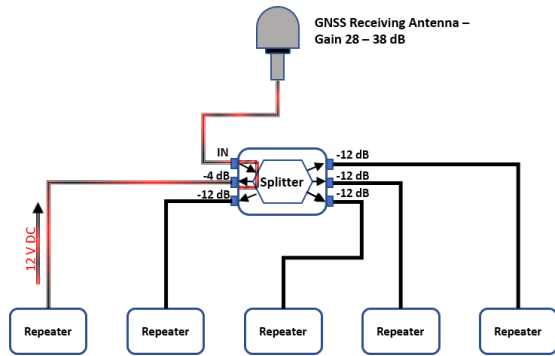 GNSS Receiving Antenna –
Gain 28 – 38 dB
IN
-12 dB
-4 dB
Splitter
-12 dB
-12 dB
-12 dB
12 V DC
Repeater
Repeater
Repeater
Repeater
Repeater